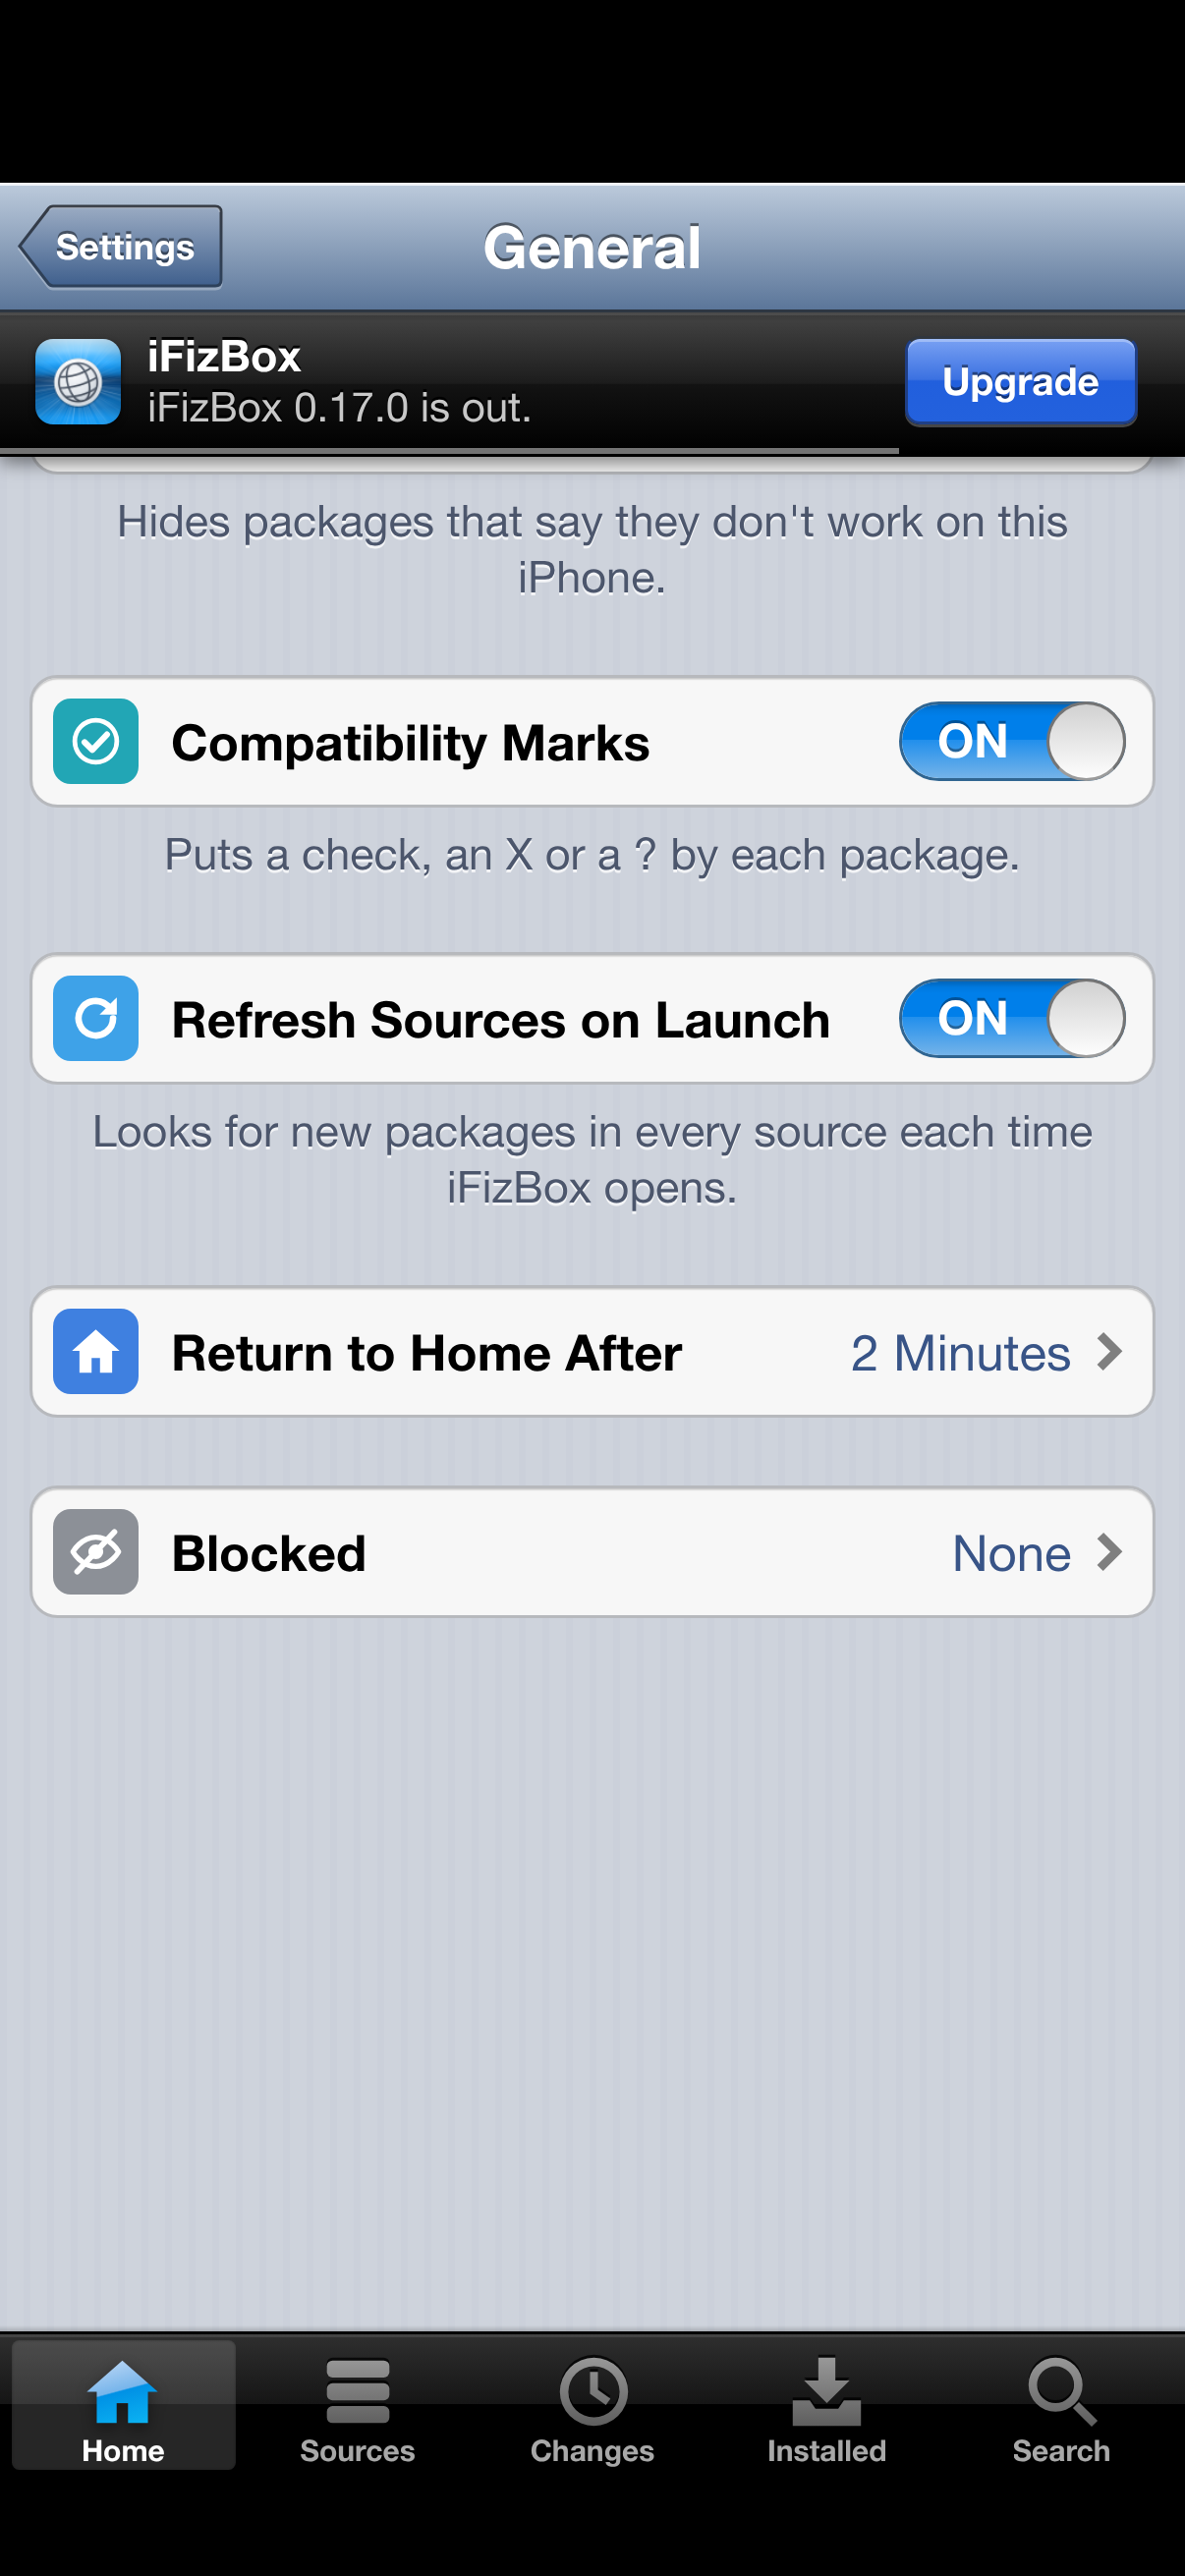 Settings
General
iFizBox
iFizBox 0.17.0 is out.
Upgrade
Hides packages that say they don't work on this
iPhone.
Compatibility Marks
ON
Puts a check, an X or a ? by each package.
Refresh Sources on Launch
ON
Looks for new packages in every source each time
iFizBox opens.
Return to Home After
2 Minutes
Blocked
None
Home
Sources
Changes
Installed
Search